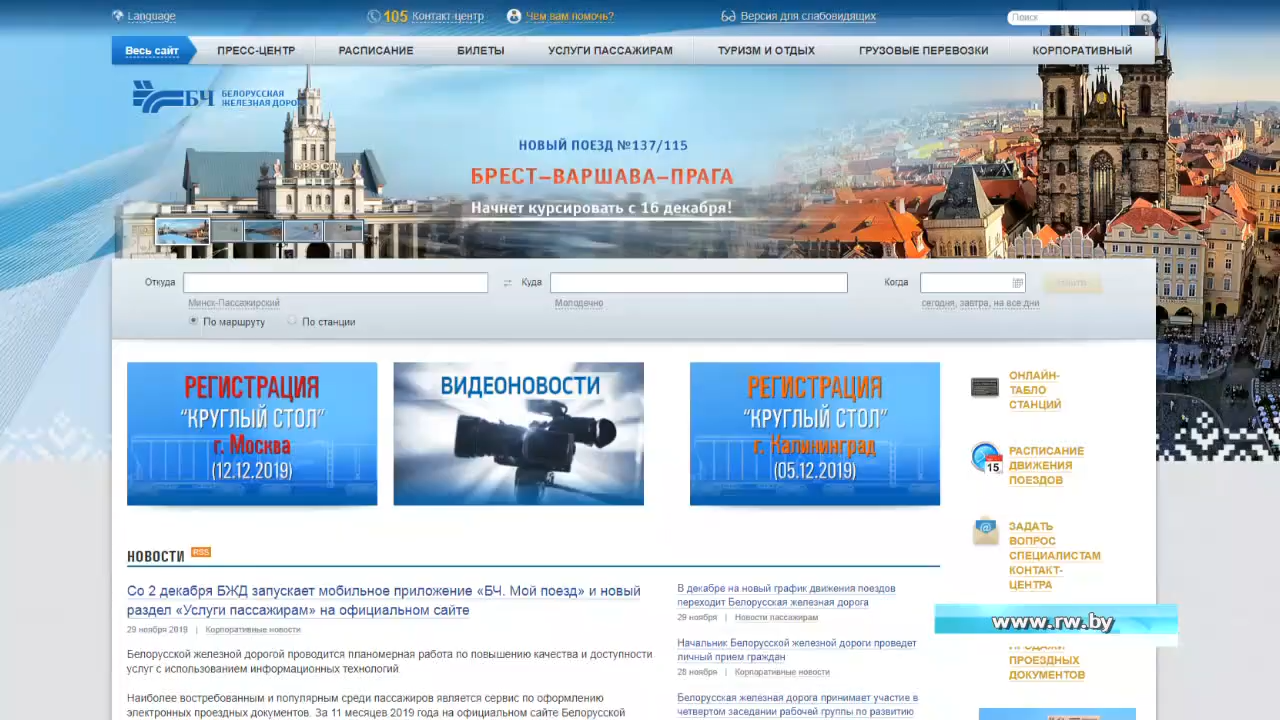 Language
105 Контакт-центр
Чем вам помочь?
Версия для слабовидящих
Поиск
Весь сайт
ПРЕСС-ЦЕНТР
РАСПИСАНИЕ
БИЛЕТЫ
УСЛУГИ ПАССАЖИРАМ
ТУРИЗМ И ОТДЫХ
ГРУЗОВЫЕ ПЕРЕВОЗКИ
КОРПОРАТИВНЫЙ
БЧ
БЕЛОРУССКАЯ
ЖЕЛЕЗНАЯ ДОРОГА
БРЭСТ
НОВЫЙ ПОЕЗД №137/115
БРЕСТ–ВАРШАВА–ПРАГА
Начнет курсировать с 16 декабря!
Откуда
Куда
Когда
Минск-Пассажирский
Молодечно
сегодня, завтра, на все дни
По маршруту
По станции
РЕГИСТРАЦИЯ
“КРУГЛЫЙ СТОЛ”
г. Москва
(12.12.2019)
ВИДЕОНОВОСТИ
РЕГИСТРАЦИЯ
“КРУГЛЫЙ СТОЛ”
г. Калининград
(05.12.2019)
ОНЛАЙН-
ТАБЛО
СТАНЦИЙ
15
РАСПИСАНИЕ
ДВИЖЕНИЯ
ПОЕЗДОВ
ЗАДАТЬ
ВОПРОС
СПЕЦИАЛИСТАМ
КОНТАКТ-
ЦЕНТРА
www.rw.by
ПРОДАЖИ
ПРОЕЗДНЫХ
ДОКУМЕНТОВ
НОВОСТИ RSS
Со 2 декабря БЖД запускает мобильное приложение «БЧ. Мой поезд» и новый
раздел «Услуги пассажирам» на официальном сайте
29 ноября 2019 | Корпоративные новости
Белорусской железной дорогой проводится планомерная работа по повышению качества и доступности
услуг с использованием информационных технологий
Наиболее востребованным и популярным среди пассажиров является сервис по оформлению
электронных проездных документов. За 11 месяцев 2019 года на официальном сайте Белорусской
В декабре на новый график движения поездов
переходит Белорусская железная дорога
29 ноября | Новости пассажирам
Начальник Белорусской железной дороги проведет
личный прием граждан
28 ноября | Корпоративные новости
Белорусская железная дорога принимает участие в
четвертом заседании рабочей группы по развитию